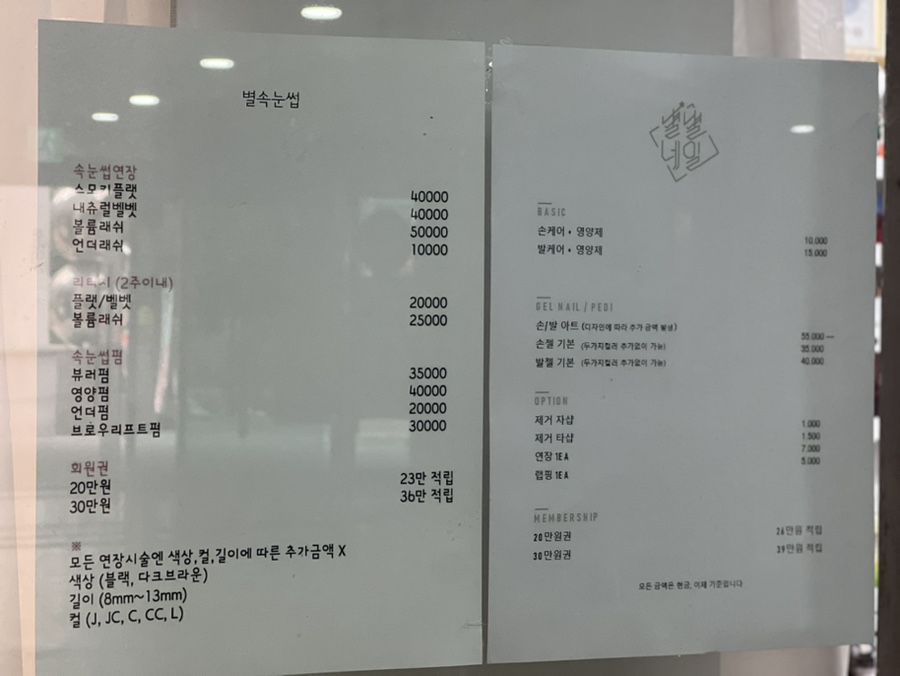 별속눈썹
속눈썹연장
스모키플랫 40000
내츄럴벨벳 40000
볼륨래쉬 50000
언더래쉬 10000
리터치 (2주이내)
플랫/벨벳 20000
볼륨래쉬 25000
속눈썹펌
뷰러펌 35000
영양펌 40000
언더펌 20000
브로우리프트펌 30000
회원권
20만원 23만 적립
30만원 36만 적립
※
모든 연장시술엔 색상,컬,길이에 따른 추가금액 X
색상 (블랙, 다크브라운)
길이 (8mm~13mm)
컬 (J, JC, C, CC, L)
네일
BASIC
손케어 + 영양제 10,000
발케어 + 영양제 15,000
GEL NAIL / PEDI
손/발 아트 (디자인에 따라 추가 금액 발생) 55,000 ~
손젤 기본 (두가지컬러 추가없이 가능) 35,000
발젤 기본 (두가지컬러 추가없이 가능) 40,000
OPTION
제거 자샵 1,000
제거 타샵 1,500
연장 1EA 7,000
랩핑 1EA 5,000
MEMBERSHIP
20만원권 26만원 적립
30만원권 39만원 적립
모든 금액은 현금, 이체 기준입니다